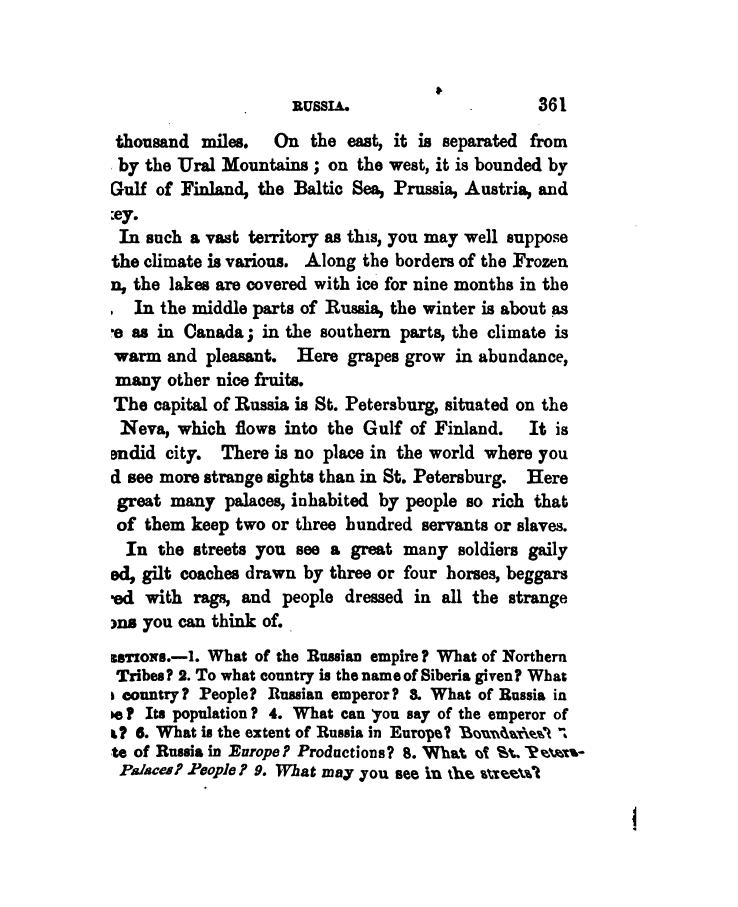 RUSSIA. 361
thousand miles. On the east, it is separated from
by the Ural Mountains; on the west, it is bounded by
Gulf of Finland, the Baltic Sea, Prussia, Austria, and
ey.
In such a vast territory as this, you may well suppose
the climate is various. Along the borders of the Frozen
n, the lakes are covered with ice for nine months in the
In the middle parts of Russia, the winter is about as
e as in Canada; in the southern parts, the climate is
warm and pleasant. Here grapes grow in abundance,
many other nice fruits.
The capital of Russia is St. Petersburg, situated on the
Neva, which flows into the Gulf of Finland. It is
endid city. There is no place in the world where you
d see more strange sights than in St. Petersburg. Here
great many palaces, inhabited by people so rich that
of them keep two or three hundred servants or slaves.
In the streets you see a great many soldiers gaily
ed, gilt coaches drawn by three or four horses, beggars
ed with rags, and people dressed in all the strange
ons you can think of.
ESTIONS.—1. What of the Russian empire? What of Northern
Tribes? 2. To what country is the name of Siberia given? What
country? People? Russian emperor? 3. What of Russia in
e? Its population? 4. What can you say of the emperor of
? 6. What is the extent of Russia in Europe? Boundaries?
te of Russia in Europe? Productions? 8. What of St. Peters-
Palaces? People? 9. What may you see in the streets?